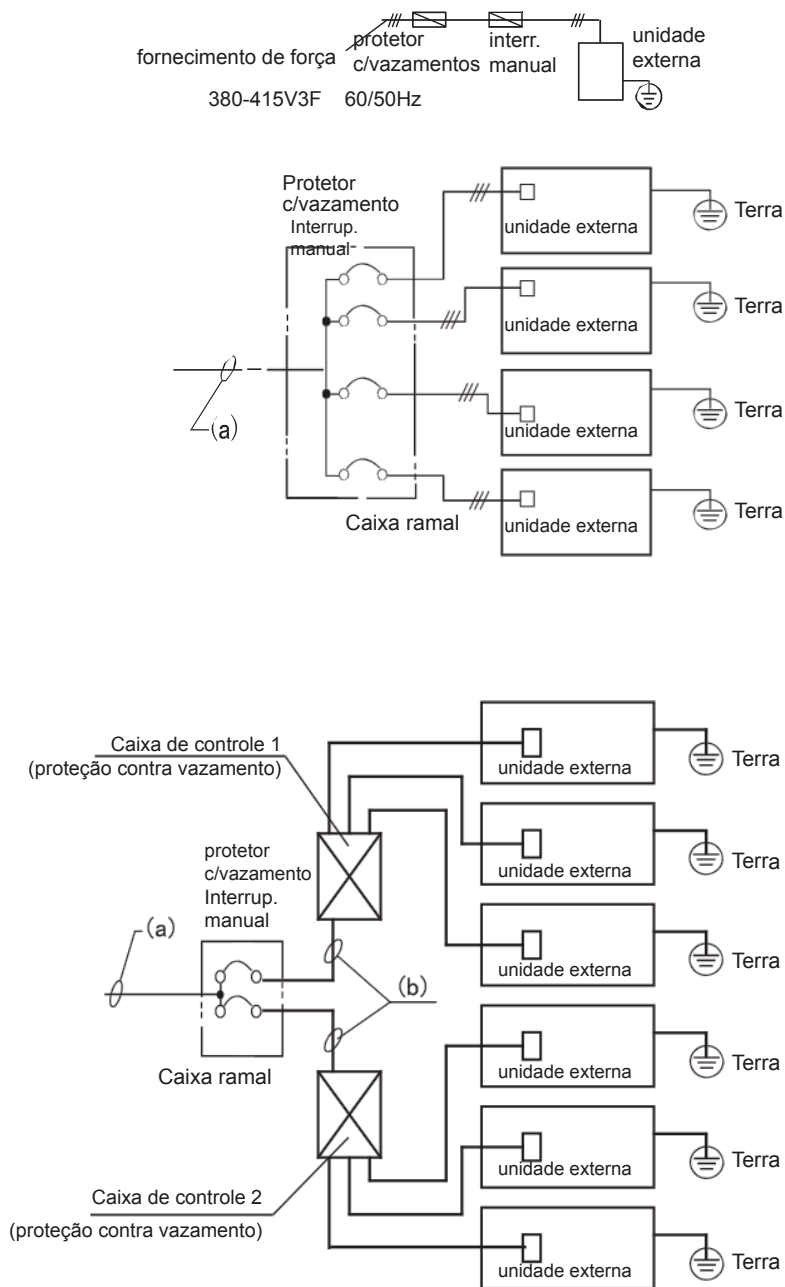 fornecimento de força
protetor
c/vazamentos
interr.
manual
unidade
externa
380-415V3F 60/50Hz
Protetor
c/vazamento
Interrup.
manual
unidade externa
Terra
unidade externa
Terra
(a)
unidade externa
Terra
Caixa ramal
unidade externa
Terra
Caixa de controle 1
(proteção contra vazamento)
unidade externa
Terra
protetor
c/vazamento
Interrup.
manual
unidade externa
Terra
(a)
unidade externa
Terra
(b)
Caixa ramal
unidade externa
Terra
unidade externa
Terra
Caixa de controle 2
(proteção contra vazamento)
unidade externa
Terra